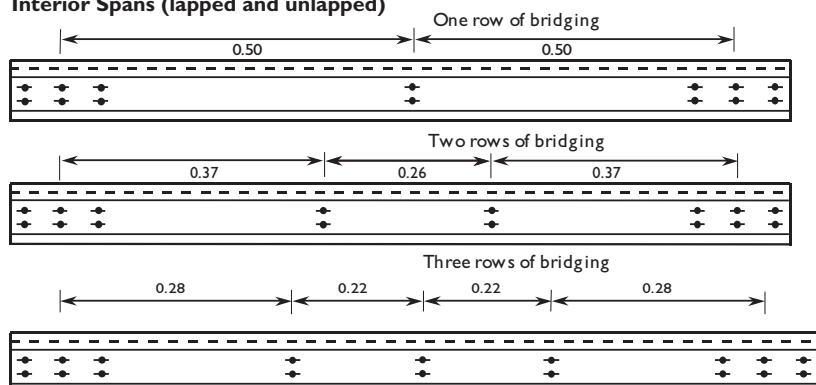 Interior Spans (lapped and unlapped)
One row of bridging
0.50 0.50
Two rows of bridging
0.37 0.26 0.37
Three rows of bridging
0.28 0.22 0.22 0.28